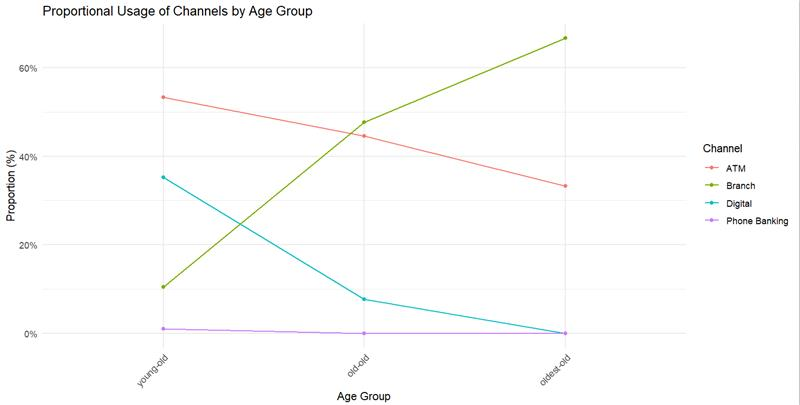 Proportional Usage of Channels by Age Group
Proportion (%)
60%
40%
20%
0%
young-old
old-old
oldest-old
Age Group
Channel
ATM
Branch
Digital
Phone Banking